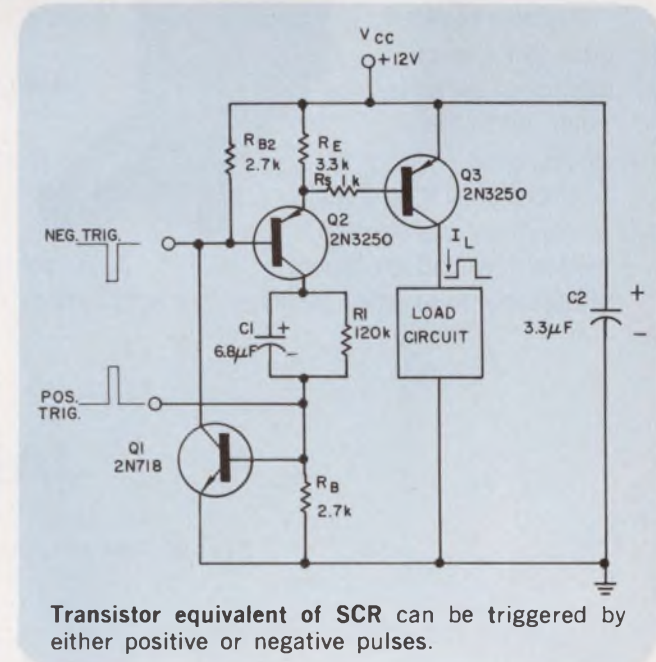 V CC
+12V
R B2
2.7k
R E
3.3k
Rs 1k
Q3
2N3250
Q2
2N3250
NEG. TRIG.
I L
C1
6.8µF
+
−
R1
120k
LOAD
CIRCUIT
C2
3.3µF
+
−
POS.
TRIG.
Q1
2N718
R B
2.7k
Transistor equivalent of SCR can be triggered by
either positive or negative pulses.